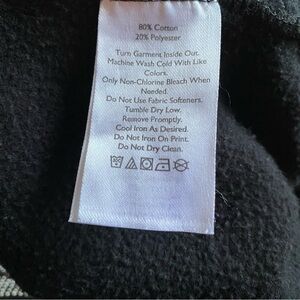 80% Cotton
20% Polyester
Turn Garment Inside Out.
Machine Wash Cold With Like
Colors.
Only Non-Chlorine Bleach When
Needed.
Do Not Use Fabric Softeners.
Tumble Dry Low.
Remove Promptly.
Cool Iron As Desired.
Do Not Iron On Print.
Do Not Dry Clean.